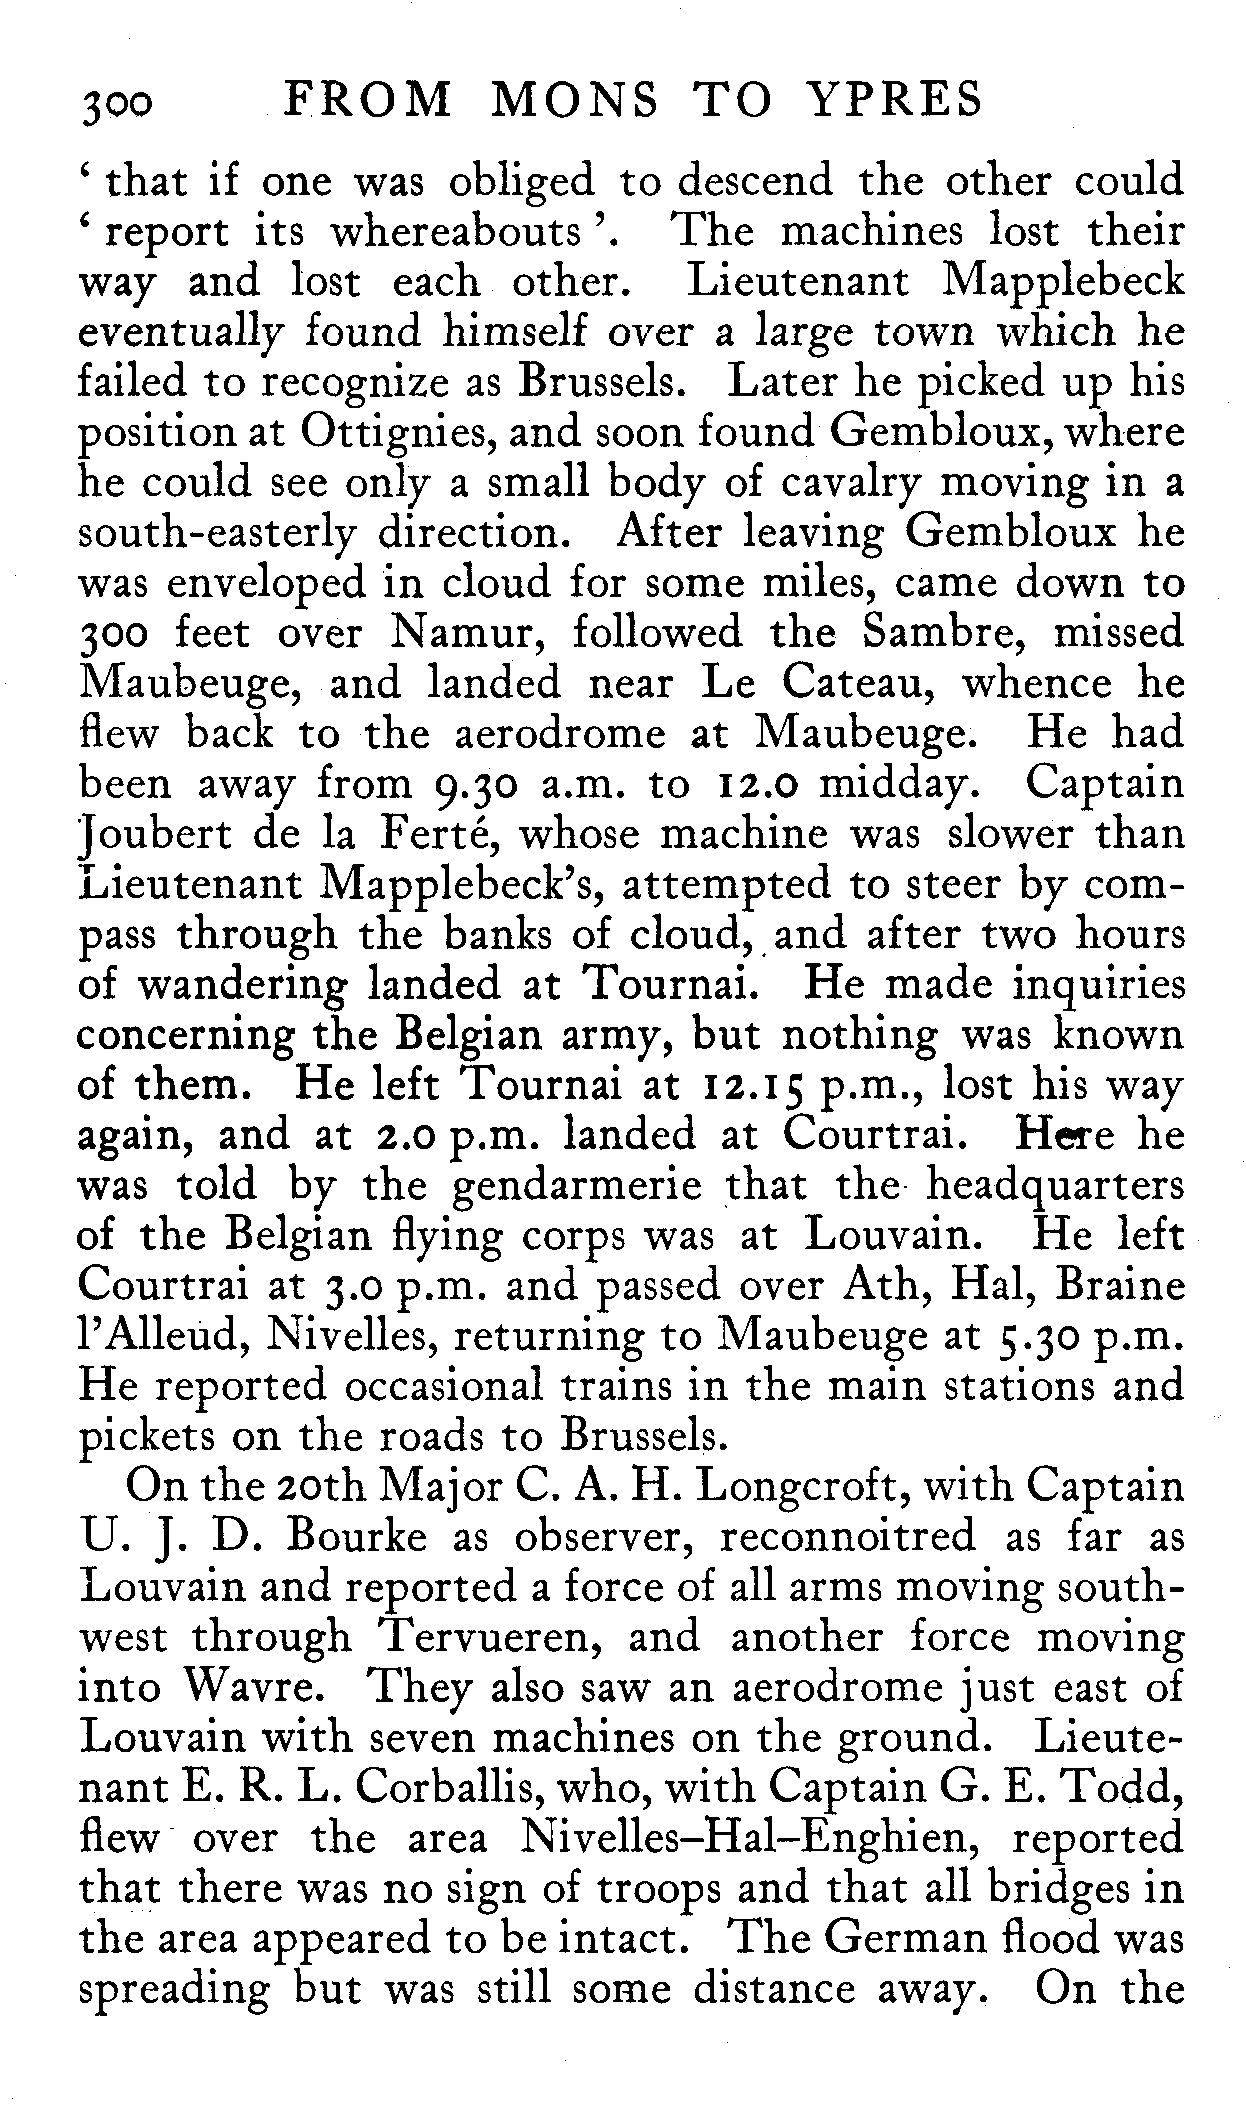 300 FROM MONS TO YPRES
‘ that if one was obliged to descend the other could
‘ report its whereabouts ’. The machines lost their
way and lost each other. Lieutenant Mapplebeck
eventually found himself over a large town which he
failed to recognize as Brussels. Later he picked up his
position at Ottignies, and soon found Gembloux, where
he could see only a small body of cavalry moving in a
south-easterly direction. After leaving Gembloux he
was enveloped in cloud for some miles, came down to
300 feet over Namur, followed the Sambre, missed
Maubeuge, and landed near Le Cateau, whence he
flew back to the aerodrome at Maubeuge. He had
been away from 9.30 a.m. to 12.0 midday. Captain
Joubert de la Ferté, whose machine was slower than
Lieutenant Mapplebeck’s, attempted to steer by com-
pass through the banks of cloud, and after two hours
of wandering landed at Tournai. He made inquiries
concerning the Belgian army, but nothing was known
of them. He left Tournai at 12.15 p.m., lost his way
again, and at 2.0 p.m. landed at Courtrai. Here he
was told by the gendarmerie that the headquarters
of the Belgian flying corps was at Louvain. He left
Courtrai at 3.0 p.m. and passed over Ath, Hal, Braine
l’Alleud, Nivelles, returning to Maubeuge at 5.30 p.m.
He reported occasional trains in the main stations and
pickets on the roads to Brussels.
On the 20th Major C. A. H. Longcroft, with Captain
U. J. D. Bourke as observer, reconnoitred as far as
Louvain and reported a force of all arms moving south-
west through Tervueren, and another force moving
into Wavre. They also saw an aerodrome just east of
Louvain with seven machines on the ground. Lieute-
nant E. R. L. Corballis, who, with Captain G. E. Todd,
flew over the area Nivelles–Hal–Enghien, reported
that there was no sign of troops and that all bridges in
the area appeared to be intact. The German flood was
spreading but was still some distance away. On the